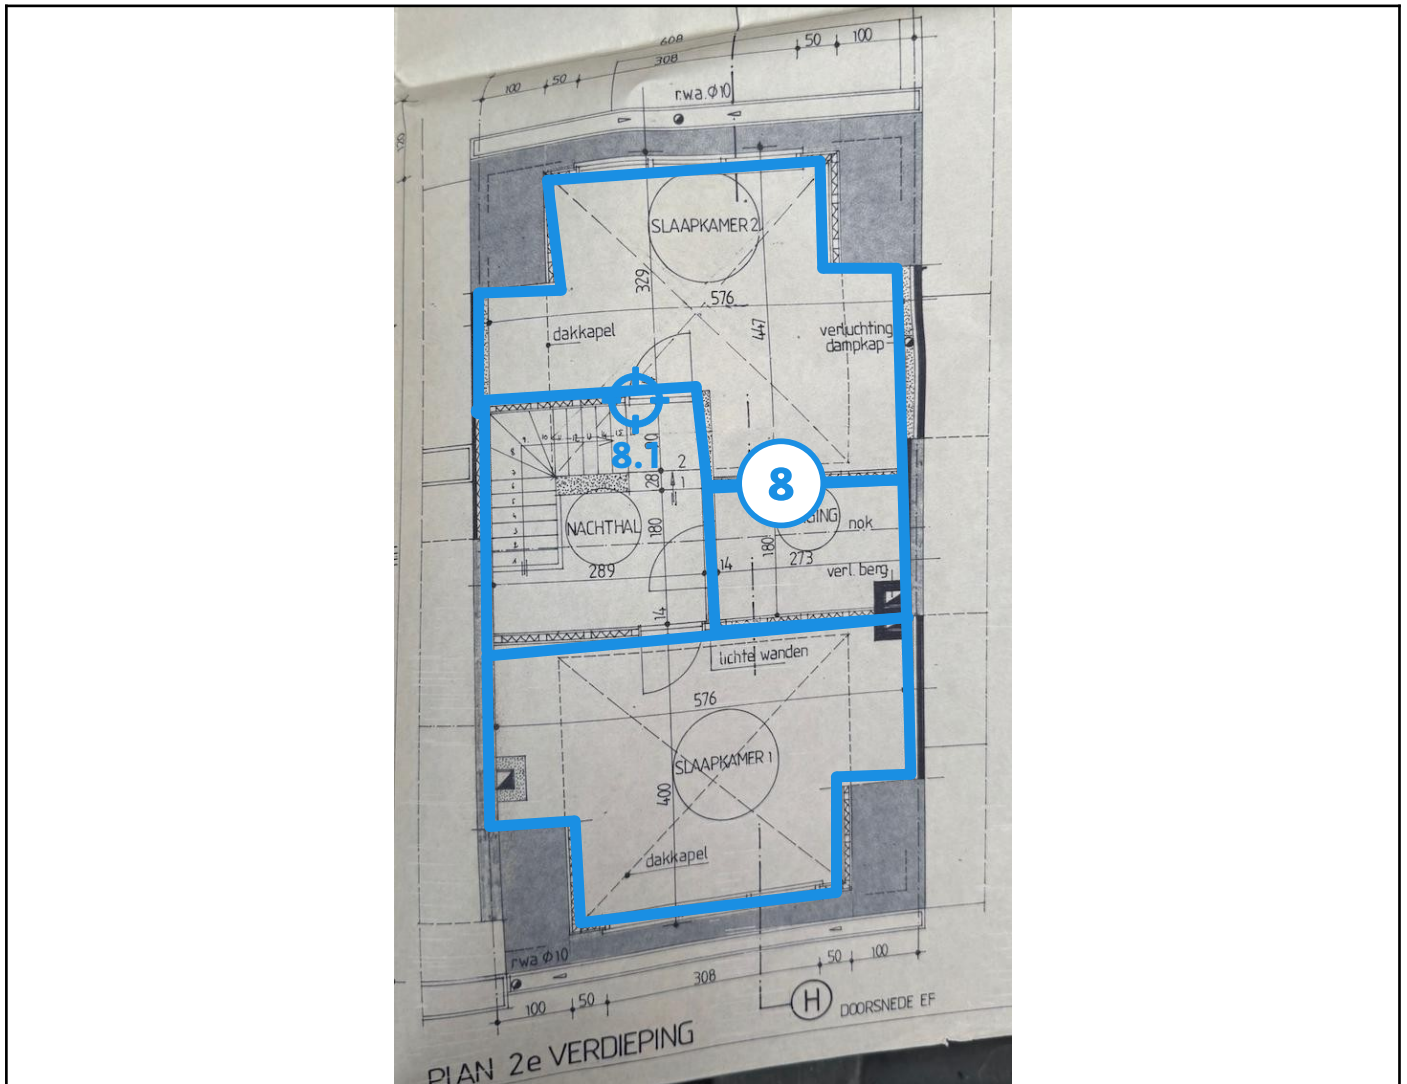 608
308
50 100
100 50
r.w.a. Ø10
120
SLAAPKAMER 2
329
576
447
dakkapel
verluchting
dampkap
8.1
8
2
28
1
NACHTHAL
180
nok
180
273
14
289
verl. berg
14
lichte wanden
576
SLAAPKAMER 1
400
dakkapel
rwa Ø10
308
50 100
100 50
H
DOORSNEDE EF
PLAN 2e VERDIEPING